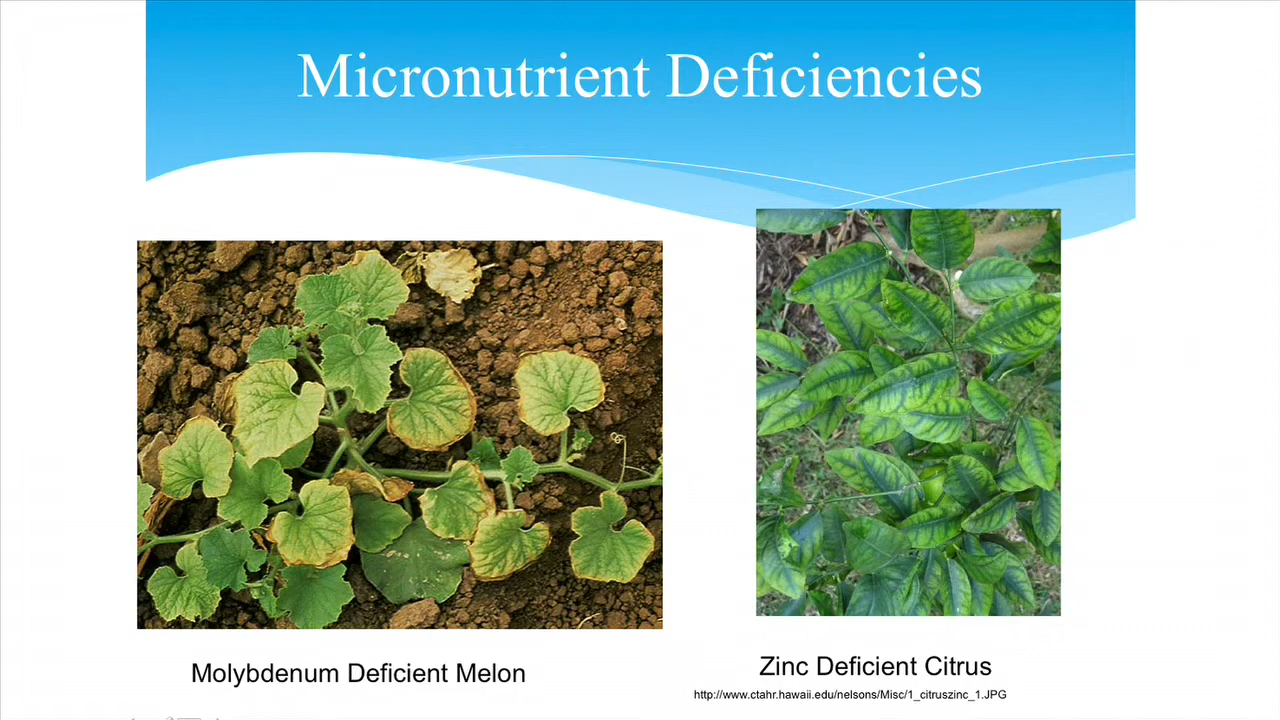 Micronutrient Deficiencies
Molybdenum Deficient Melon
Zinc Deficient Citrus
http://www.ctahr.hawaii.edu/nelsons/Misc/1_citruszinc_1.JPG